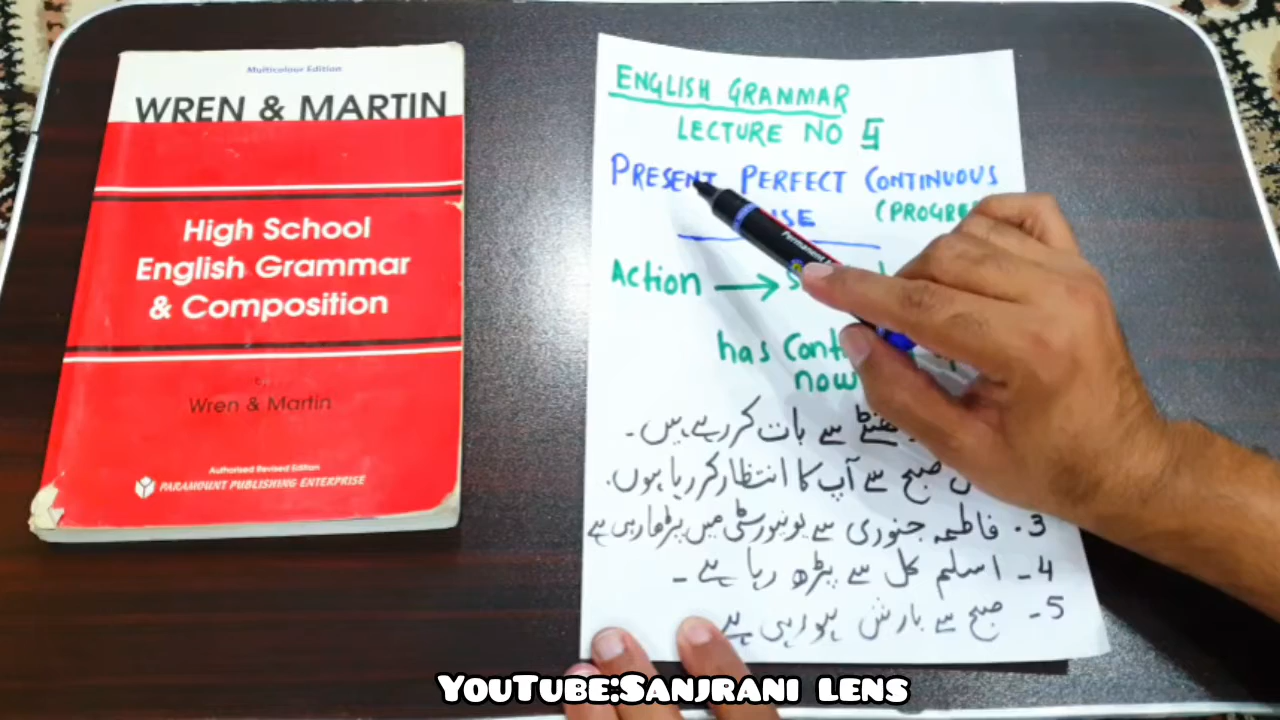 Multicolour Edition
WREN & MARTIN
High School
English Grammar
& Composition
by
Wren & Martin
Authorised Revised Edition
PARAMOUNT PUBLISHING ENTERPRISE
ENGLISH GRAMMAR
LECTURE NO
PRESENT PERFECT CONTINUOUS
Action →
has
now
سے بات کر رہے ہیں۔
صبح سے آپ کا انتظار کر رہا ہوں۔
3. فاطمہ جنوری سے یونیورسٹی میں پڑھا رہی ہے
4۔ اسلم کل سے پڑھ رہا ہے۔
5۔ صبح سے بارش ہو رہی ہے
YouTube:Sanjrani lens